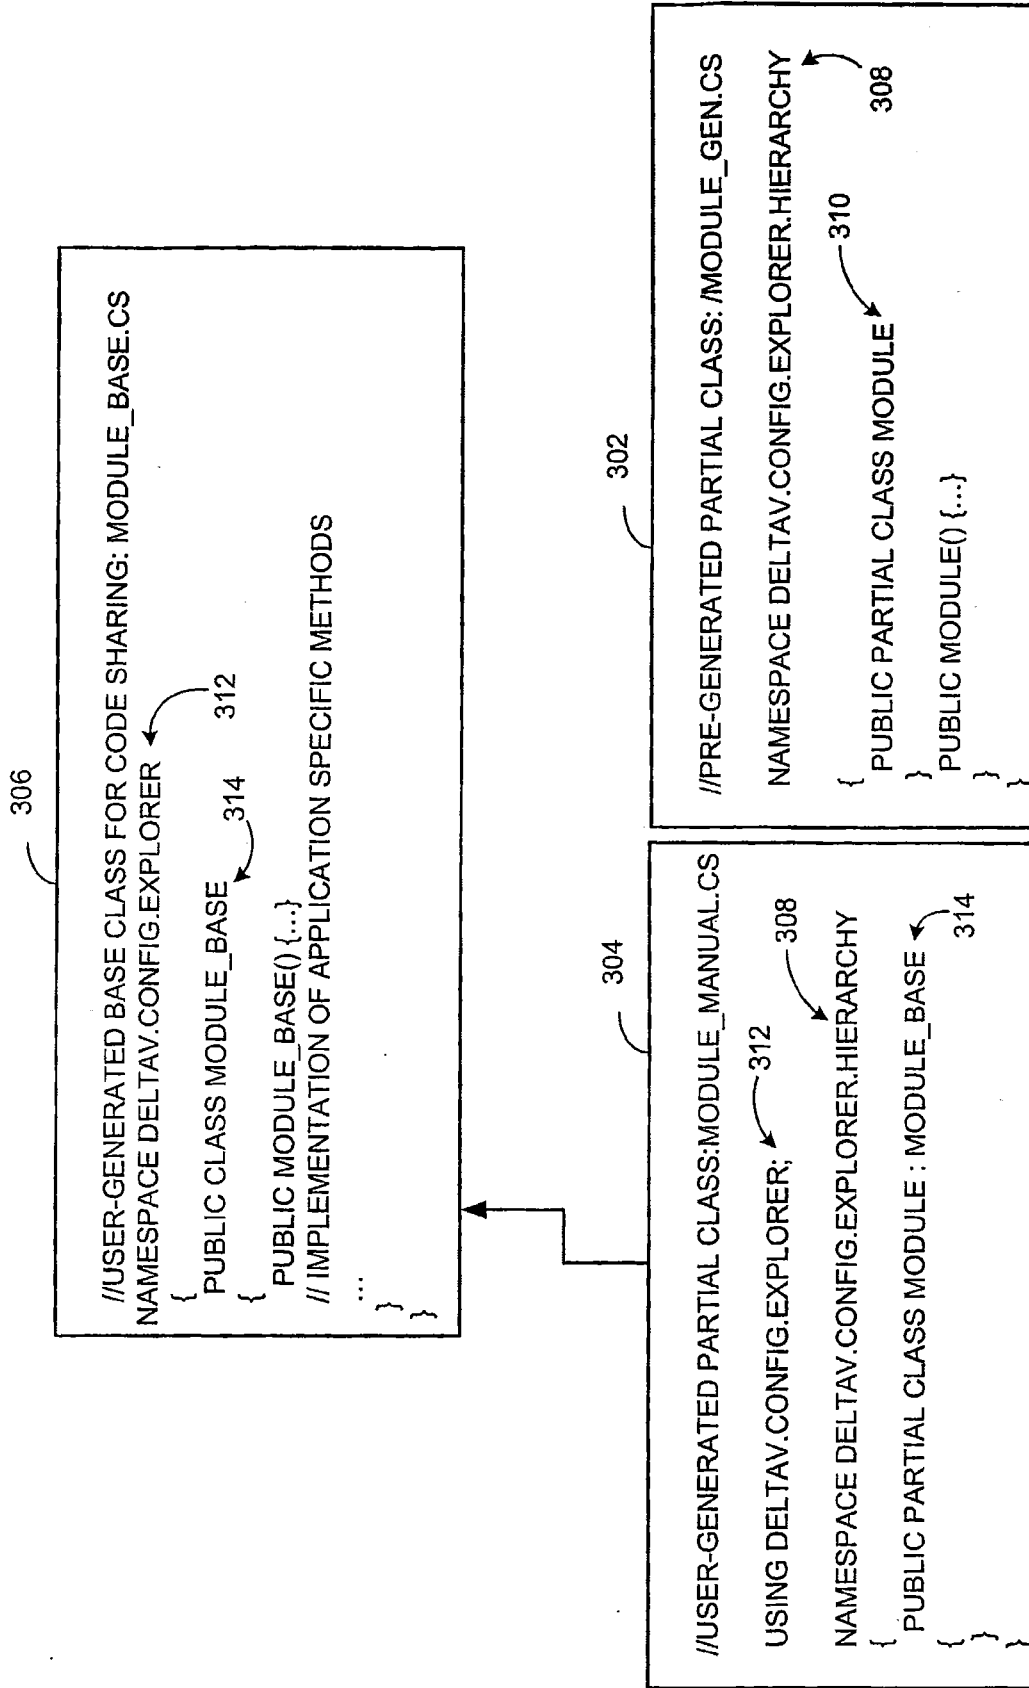 306
//USER-GENERATED BASE CLASS FOR CODE SHARING: MODULE_BASE.CS
NAMESPACE DELTAV.CONFIG.EXPLORER
312
{
PUBLIC CLASS MODULE_BASE
314
{
PUBLIC MODULE_BASE() {...}
// IMPLEMENTATION OF APPLICATION SPECIFIC METHODS
...
}
}
304
//USER-GENERATED PARTIAL CLASS:MODULE_MANUAL.CS
USING DELTAV.CONFIG.EXPLORER;
312
308
NAMESPACE DELTAV.CONFIG.EXPLORER.HIERARCHY
{
PUBLIC PARTIAL CLASS MODULE : MODULE_BASE
314
{
}
}
302
//PRE-GENERATED PARTIAL CLASS: /MODULE_GEN.CS
NAMESPACE DELTAV.CONFIG.EXPLORER.HIERARCHY
308
310
{
PUBLIC PARTIAL CLASS MODULE
}
PUBLIC MODULE() {...}
}
}